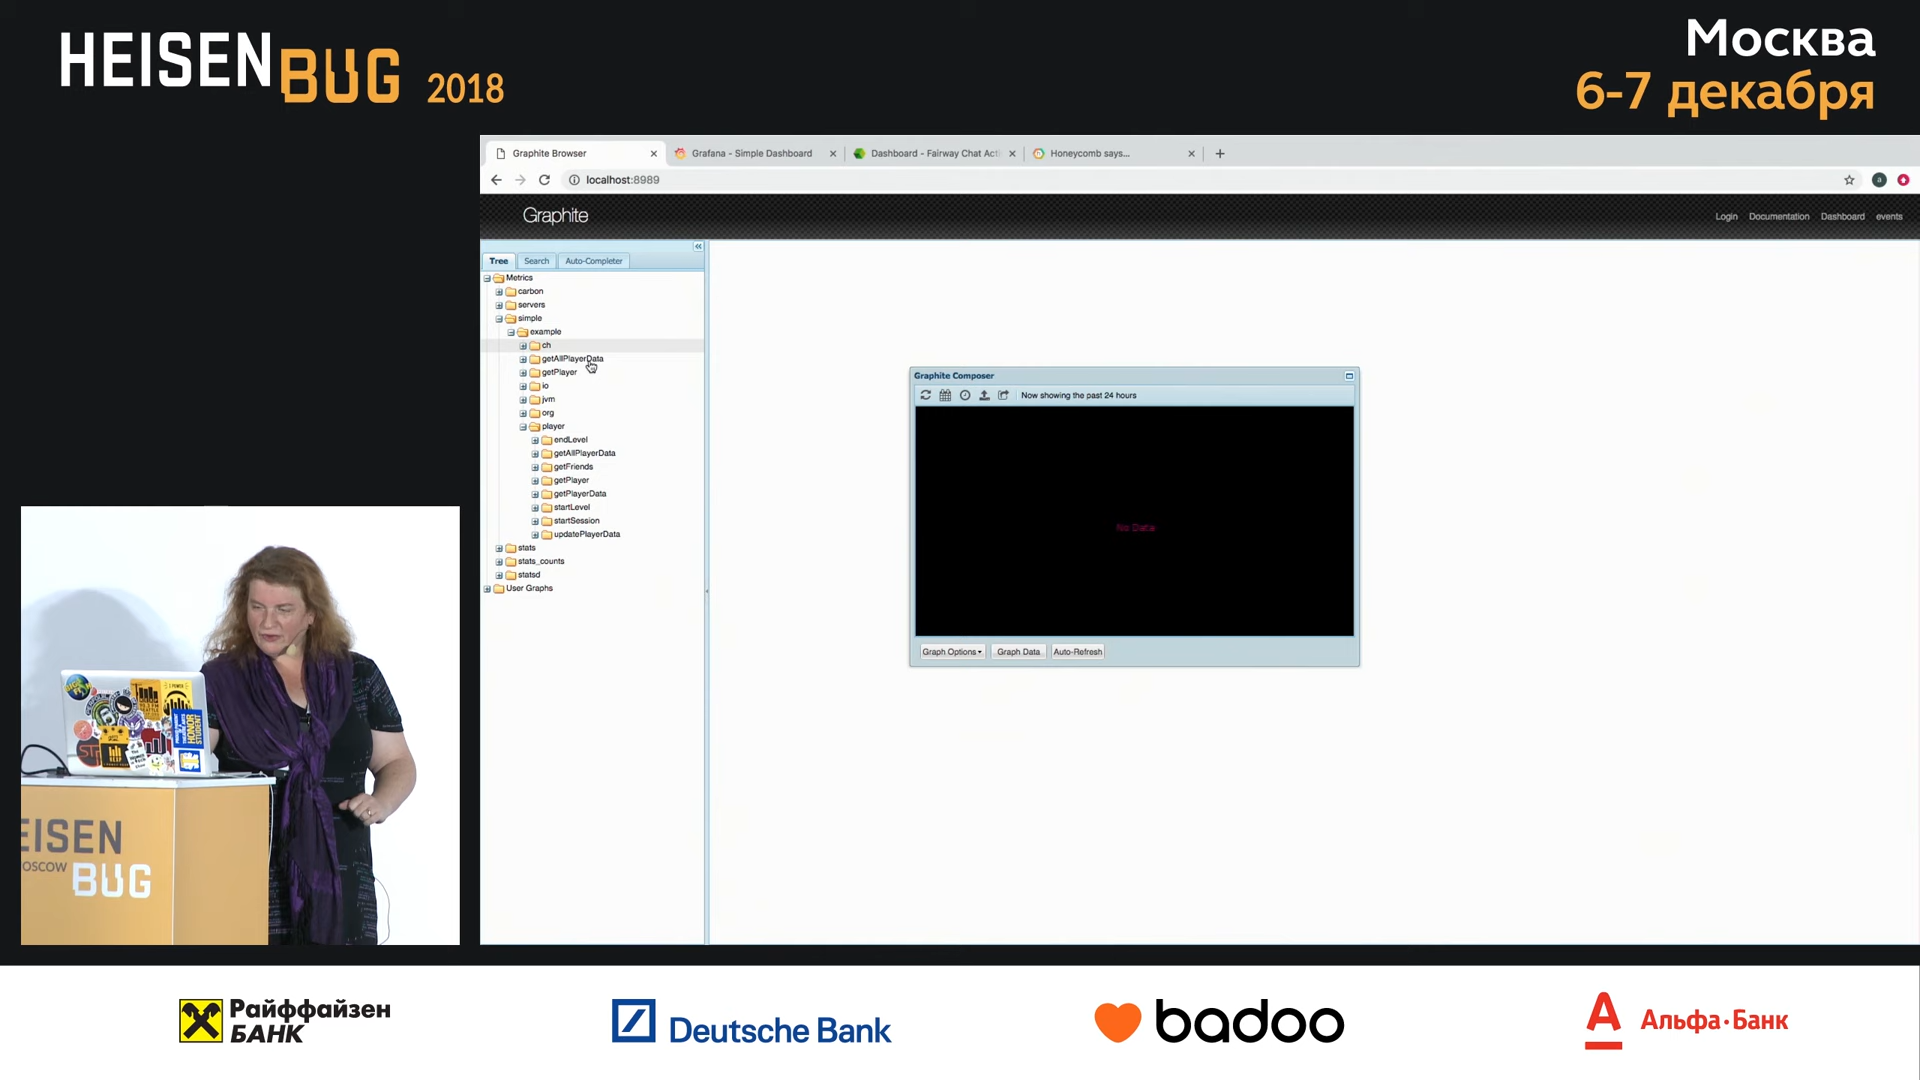 HEISENBUG 2018
Москва
6-7 декабря
Graphite Browser
Grafana - Simple Dashboard
Dashboard - Fairway Chat Acti
Honeycomb says...
localhost:8989
Graphite
Login Documentation Dashboard events
Tree Search Auto-Completer
Metrics
carbon
servers
simple
example
ch
getAllPlayerData
getPlayer
io
jvm
org
player
endLevel
getAllPlayerData
getFriends
getPlayer
getPlayerData
startLevel
startSession
updatePlayerData
stats
stats_counts
statsd
User Graphs
Graphite Composer
Now showing the past 24 hours
No Data
Graph Options Graph Data Auto-Refresh
HONOR STUDENT
EISEN
OSCOW BUG
Райффайзен
БАНК
Deutsche Bank
badoo
Альфа·Банк